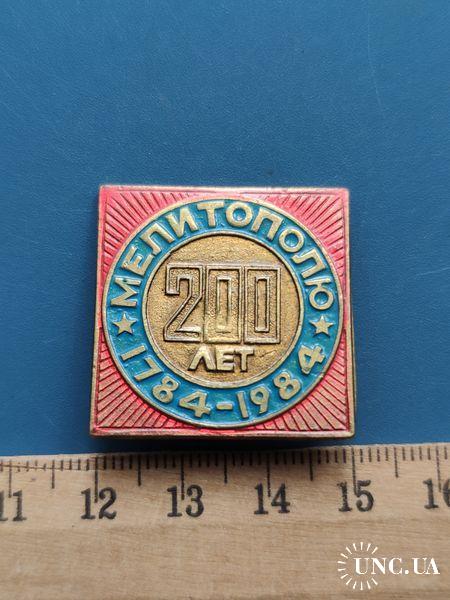 МЕЛИТОПОЛЮ
200
ЛЕТ
1784-1984
11 12 13 14 15 16
UNC.UA